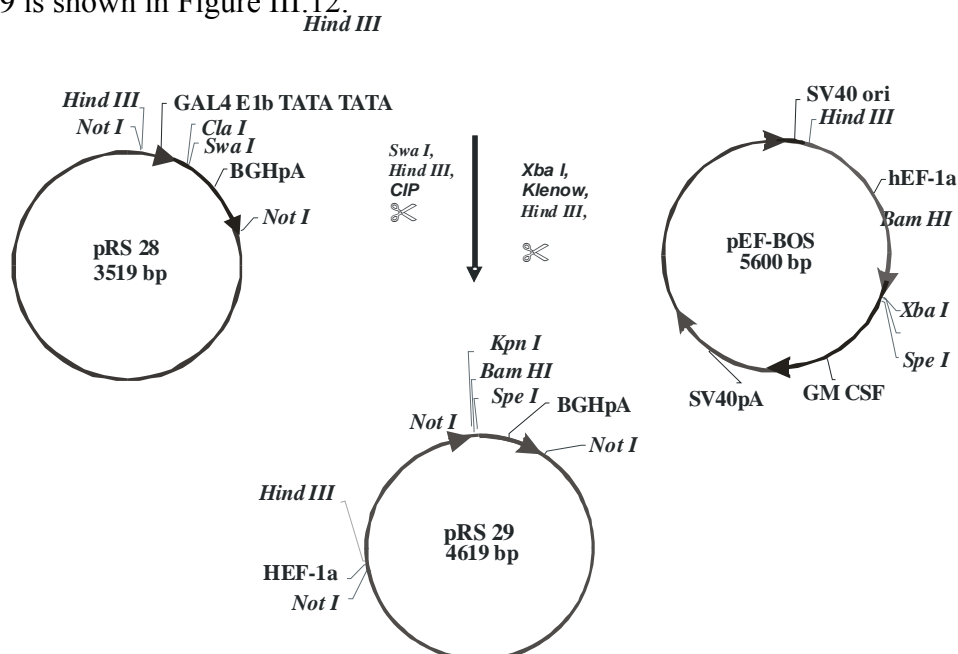 9 is shown in Figure III.12.
Hind III
Hind III
GAL4 E1b TATA TATA
Not I
Cla I
Swa I
BGHpA
Not I
pRS 28
3519 bp
Swa I,
Hind III,
CIP
Xba I,
Klenow,
Hind III,
SV40 ori
Hind III
hEF-1a
Bam HI
pEF-BOS
5600 bp
Xba I
Spe I
GM CSF
SV40pA
Kpn I
Bam HI
Spe I
BGHpA
Not I
Not I
Hind III
pRS 29
4619 bp
HEF-1a
Not I